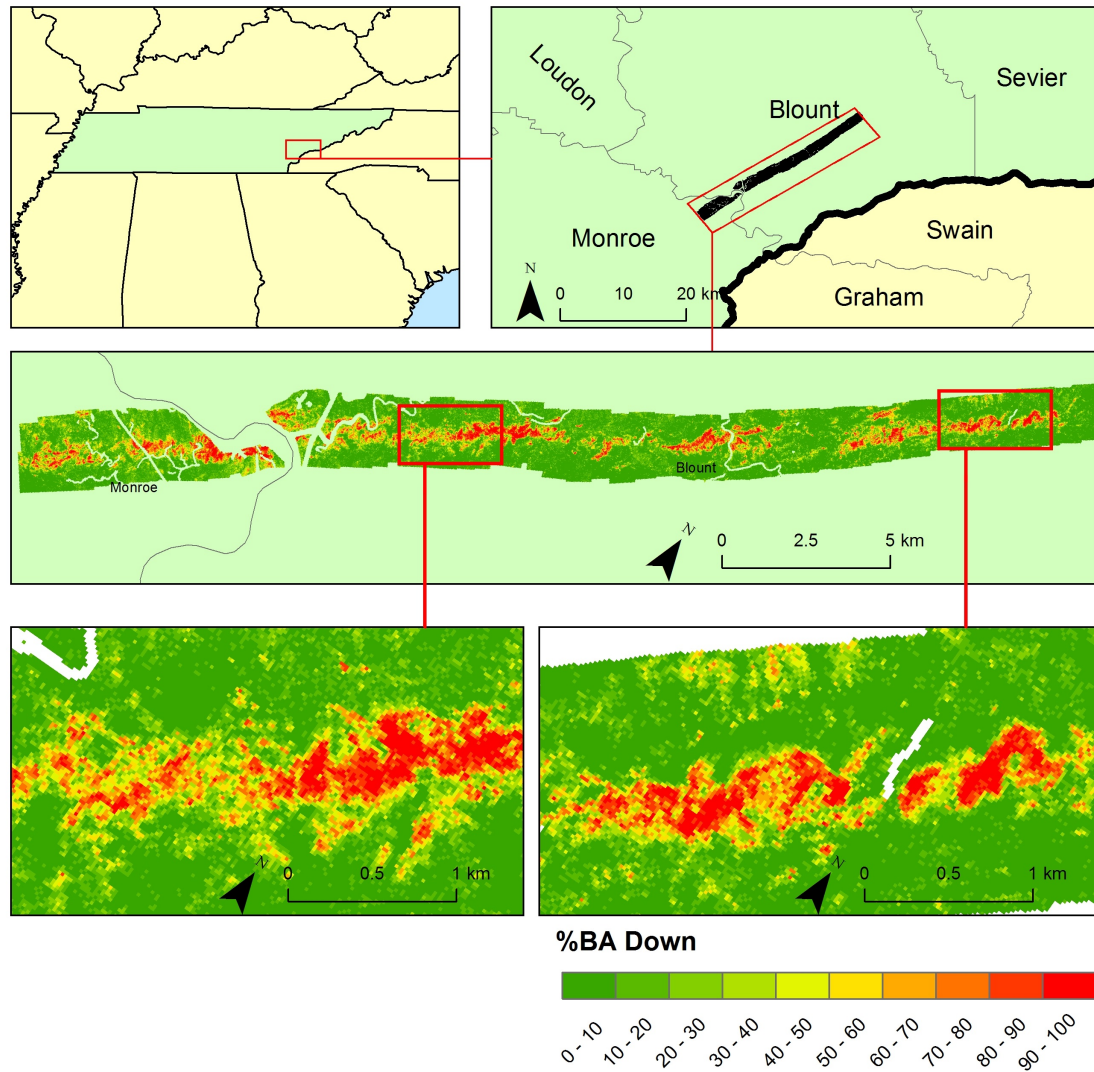 Loudon
Sevier
Blount
Monroe
Swain
Graham
N
0 10 20 km
Monroe
Blount
N
0 2.5 5 km
N
0 0.5 1 km
N
0 0.5 1 km
%BA Down
0 - 10
10 - 20
20 - 30
30 - 40
40 - 50
50 - 60
60 - 70
70 - 80
80 - 90
90 - 100